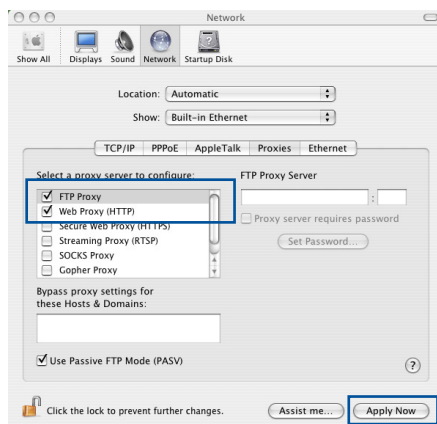 Network
Show All Displays Sound Network Startup Disk
Location: Automatic
Show: Built-in Ethernet
TCP/IP PPPoE AppleTalk Proxies Ethernet
Select a proxy server to configure: FTP Proxy Server
FTP Proxy :
Web Proxy (HTTP)
Proxy server requires password
Secure Web Proxy (HTTPS)
Streaming Proxy (RTSP) Set Password...
SOCKS Proxy
Gopher Proxy
Bypass proxy settings for
these Hosts & Domains:
Use Passive FTP Mode (PASV) ?
Click the lock to prevent further changes. Assist me... Apply Now